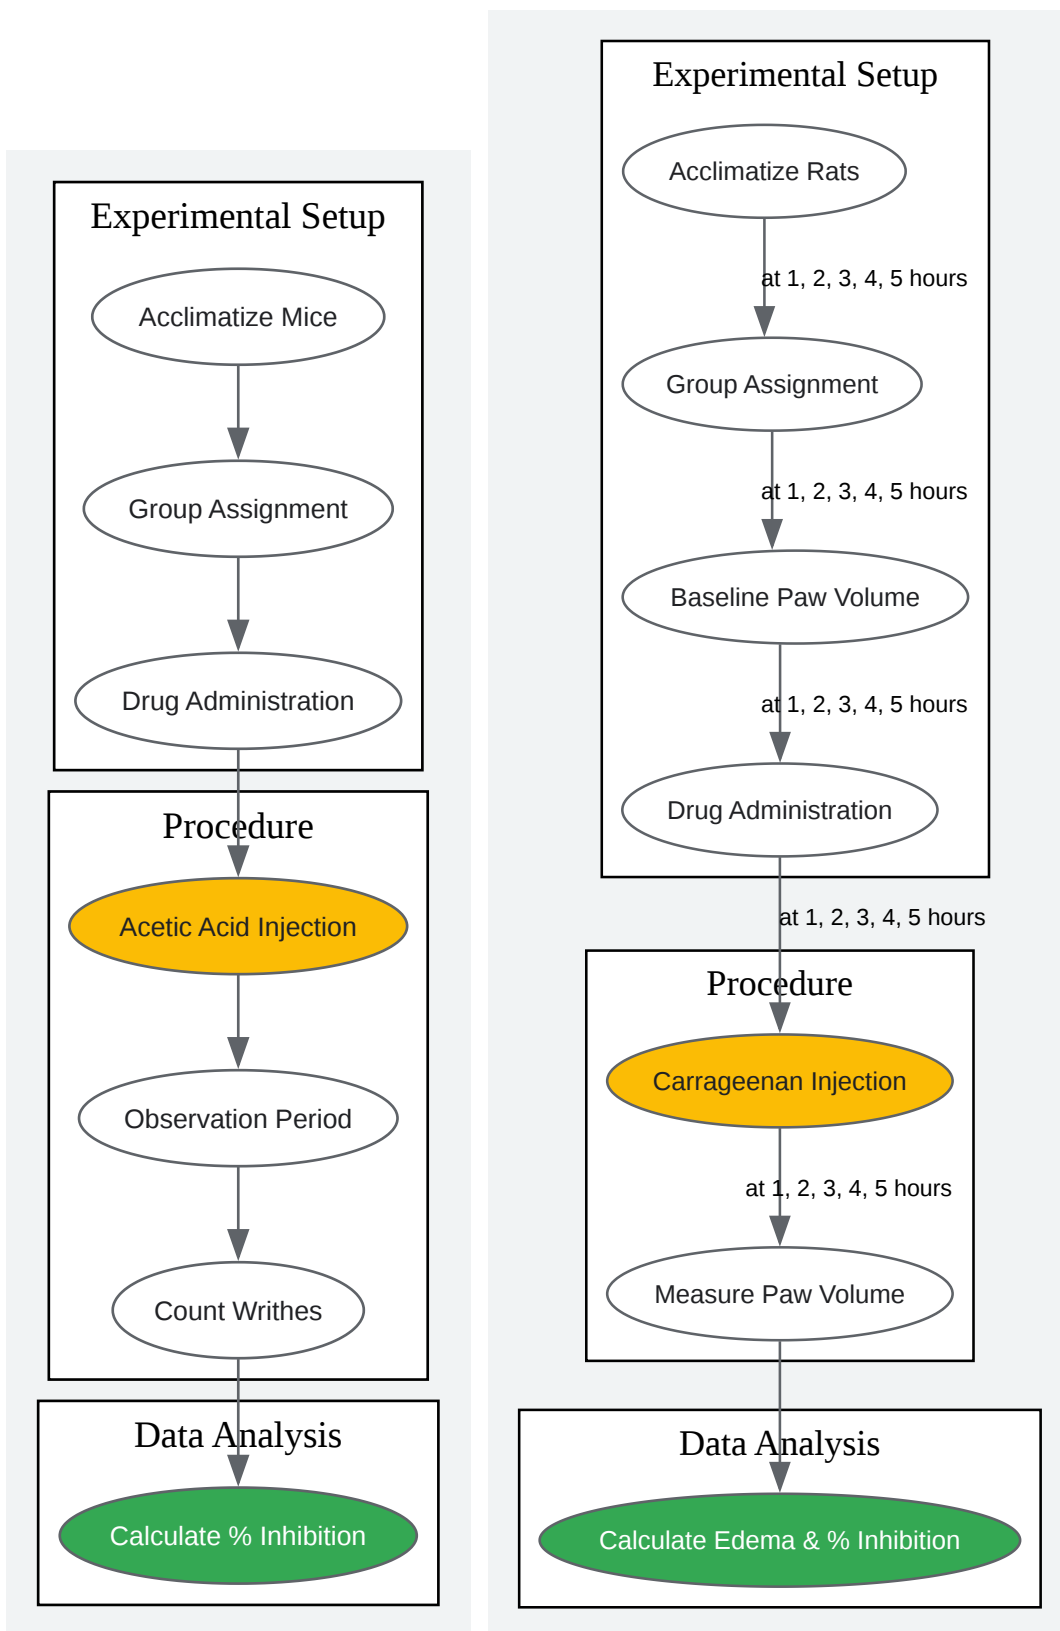 Experimental Setup
Acclimatize Mice
Group Assignment
Drug Administration
Procedure
Acetic Acid Injection
Observation Period
Count Writhes
Data Analysis
Calculate % Inhibition
Experimental Setup
Acclimatize Rats
at 1, 2, 3, 4, 5 hours
Group Assignment
at 1, 2, 3, 4, 5 hours
Baseline Paw Volume
at 1, 2, 3, 4, 5 hours
Drug Administration
at 1, 2, 3, 4, 5 hours
Procedure
Carrageenan Injection
at 1, 2, 3, 4, 5 hours
Measure Paw Volume
Data Analysis
Calculate Edema & % Inhibition